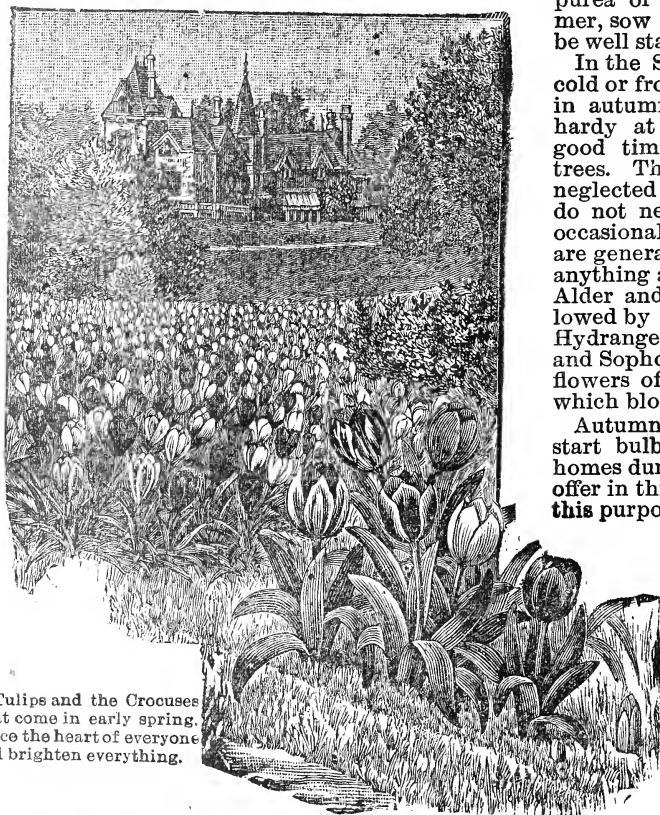 Tulips and the Crocuses
t come in early spring,
ce the heart of everyone
brighten everything.
purea or
mer, sow
be well sta
In the S
cold or fro
in autum
hardy at
good tim
trees. Th
neglected
do not ne
occasional
are genera
anything a
Alder and
lowed by
Hydrange
and Sopho
flowers of
which blo
Autumn
start bulb
homes dur
offer in th
this purpo